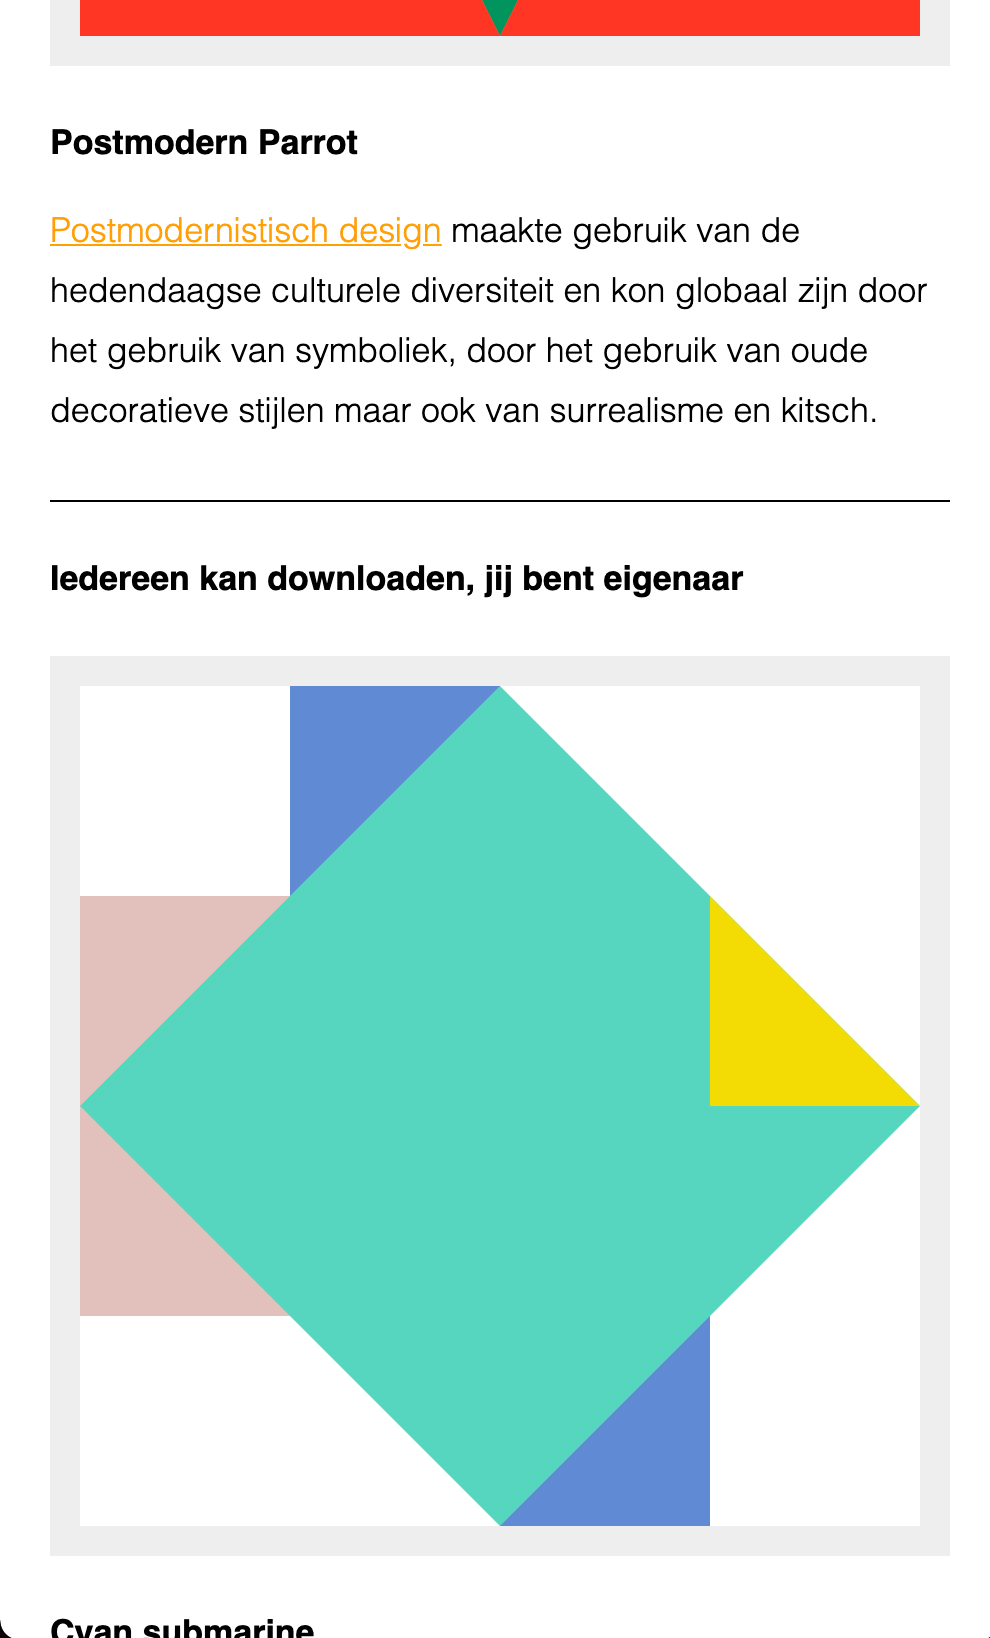 Postmodern Parrot
Postmodernistisch design maakte gebruik van de
hedendaagse culturele diversiteit en kon globaal zijn door
het gebruik van symboliek, door het gebruik van oude
decoratieve stijlen maar ook van surrealisme en kitsch.
Iedereen kan downloaden, jij bent eigenaar
Cyan submarine